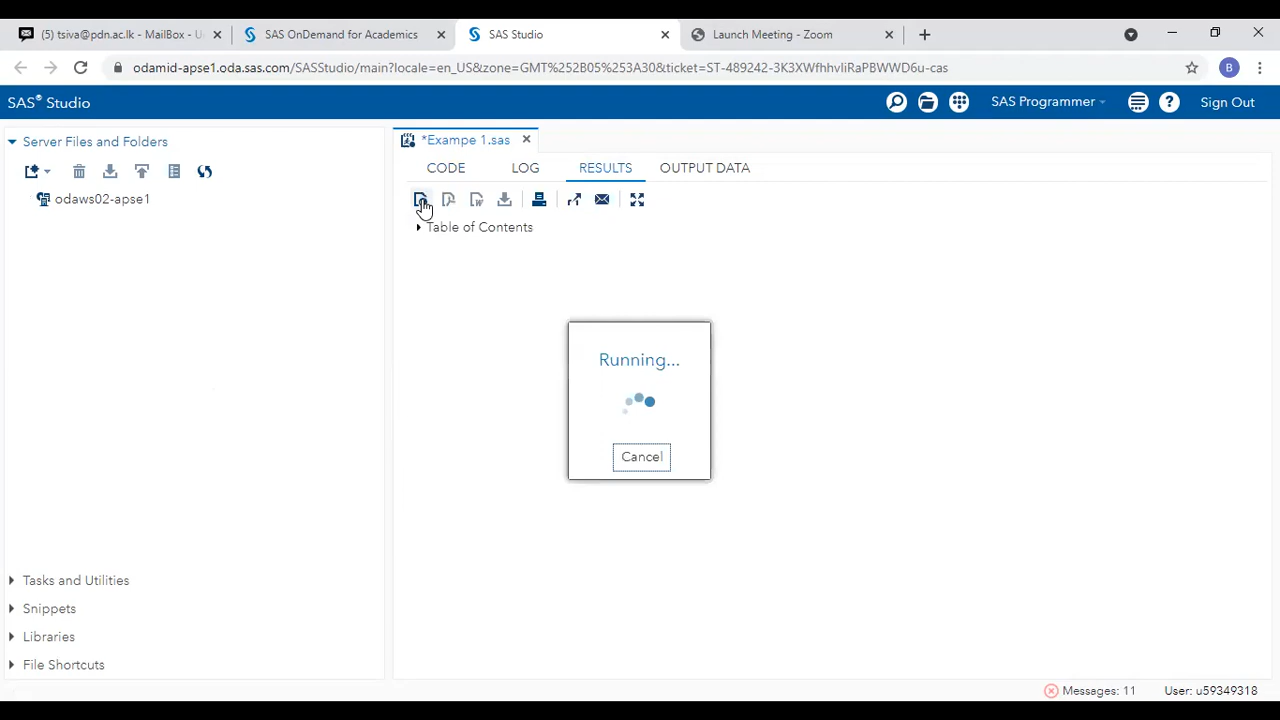 (5) tsiva@pdn.ac.lk - MailBox - U
SAS OnDemand for Academics
SAS Studio
Launch Meeting - Zoom
odamid-apse1.oda.sas.com/SASStudio/main?locale=en_US&zone=GMT%252B05%253A30&ticket=ST-489242-3K3XWfhhvIiRaPBWWD6u-cas
B
SAS® Studio
SAS Programmer
Sign Out
Server Files and Folders
odaws02-apse1
Tasks and Utilities
Snippets
Libraries
File Shortcuts
*Exampe 1.sas
CODE
LOG
RESULTS
OUTPUT DATA
Table of Contents
Running...
Cancel
Messages: 11
User: u59349318